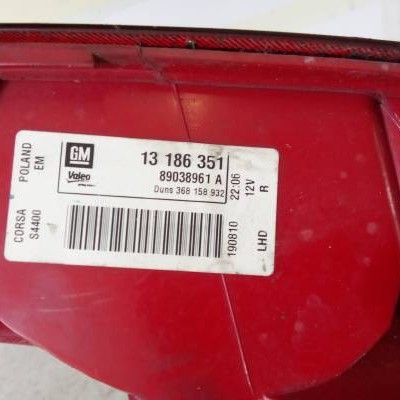 GM
13 186 351
Valeo
89038961 A
Duns 368 158 932
POLAND
EM
CORSA
S4400
22:06
190810
12V
R
LHD